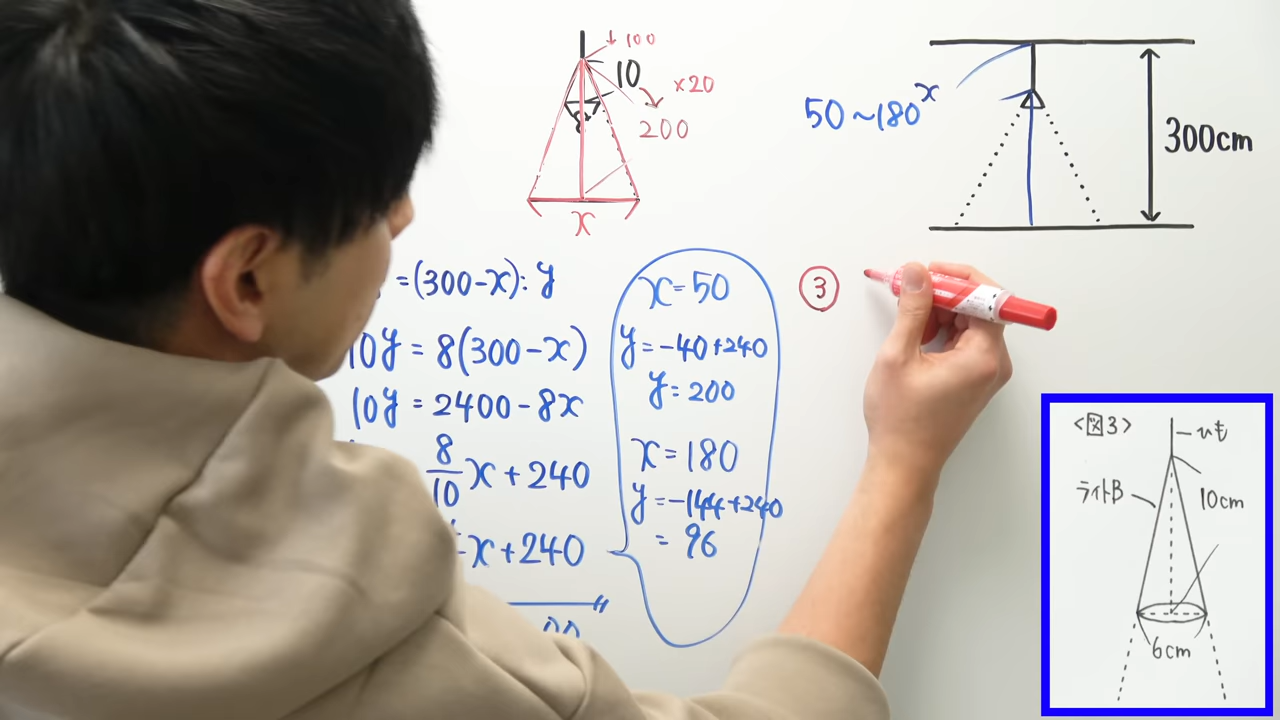 ↓100
10
×20
200
8
x
50~180
x
300cm
=(300-x):y
10y=8(300-x)
10y=2400-8x
8/10 x+240
x+240
x=50
y=-40+240
y=200
x=180
y=-144+240
=96
③
<図3>
ひも
ライトB
10cm
6cm